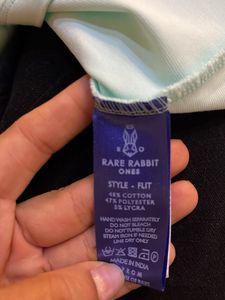 R O
RARE RABBIT
ONES
STYLE - FLIT
48% COTTON
47% POLYESTER
5% LYCRA
HAND WASH SEPARATELY
DO NOT BLEACH
DO NOT TUMBLE DRY
STEAM IRON IF NEEDED
LINE DRY ONLY
MADE IN INDIA